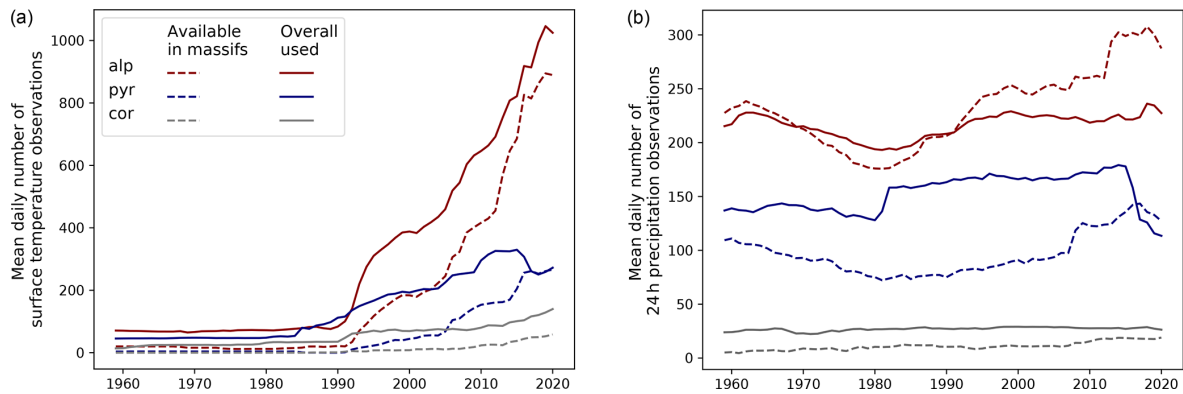 (a)
Available in massifs
Overall used
alp
pyr
cor
Mean daily number of
surface temperature observations
1000
800
600
400
200
0
1960 1970 1980 1990 2000 2010 2020
(b)
Mean daily number of
24 h precipitation observations
300
250
200
150
100
50
0
1960 1970 1980 1990 2000 2010 2020